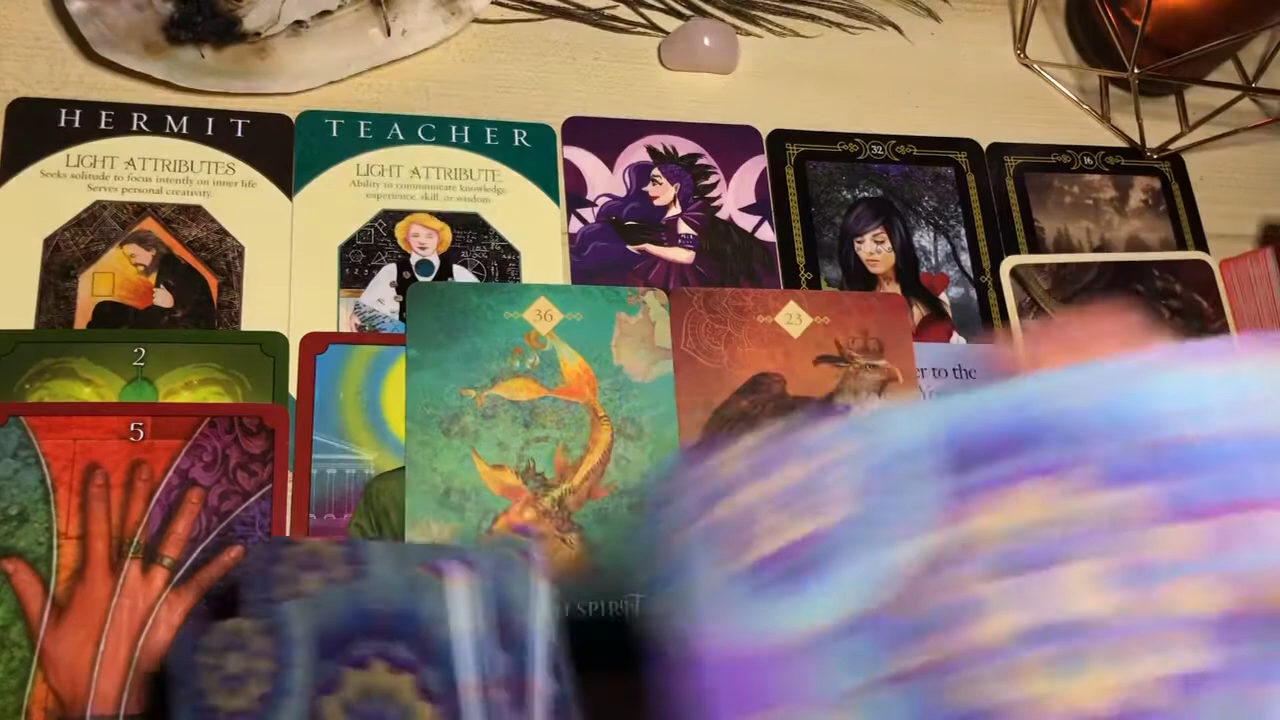 HERMIT
LIGHT ATTRIBUTES
Seeks solitude to focus intently on inner life
Serves personal creativity.
TEACHER
LIGHT ATTRIBUTE
Ability to communicate knowledge,
experience, skill, or wisdom
32
16
2
36
23
5
er to the
SPIRIT